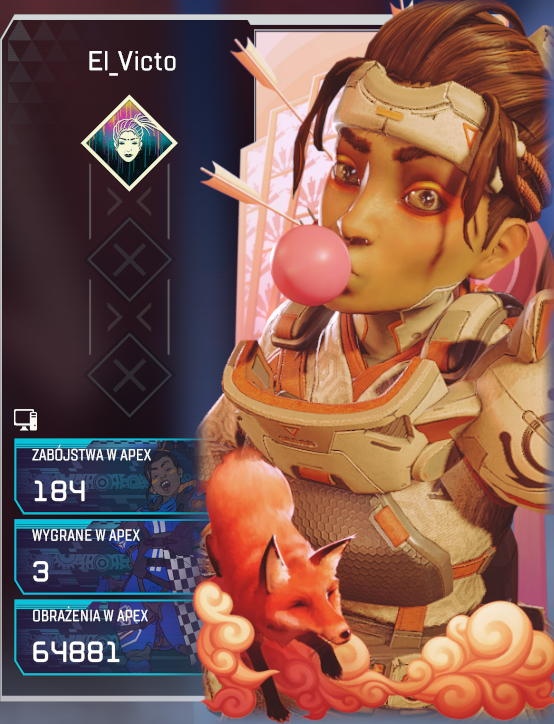 El_Victo
ZABÓJSTWA W APEX
184
WYGRANE W APEX
3
OBRAŻENIA W APEX
64881